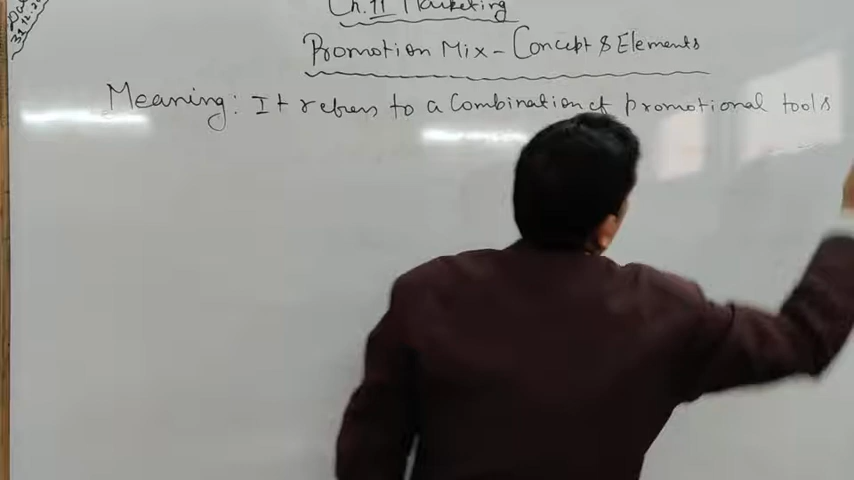 Ch.11 Marketing
Promotion Mix - Concept & Elements
Meaning: It refers to a Combination of promotional tools